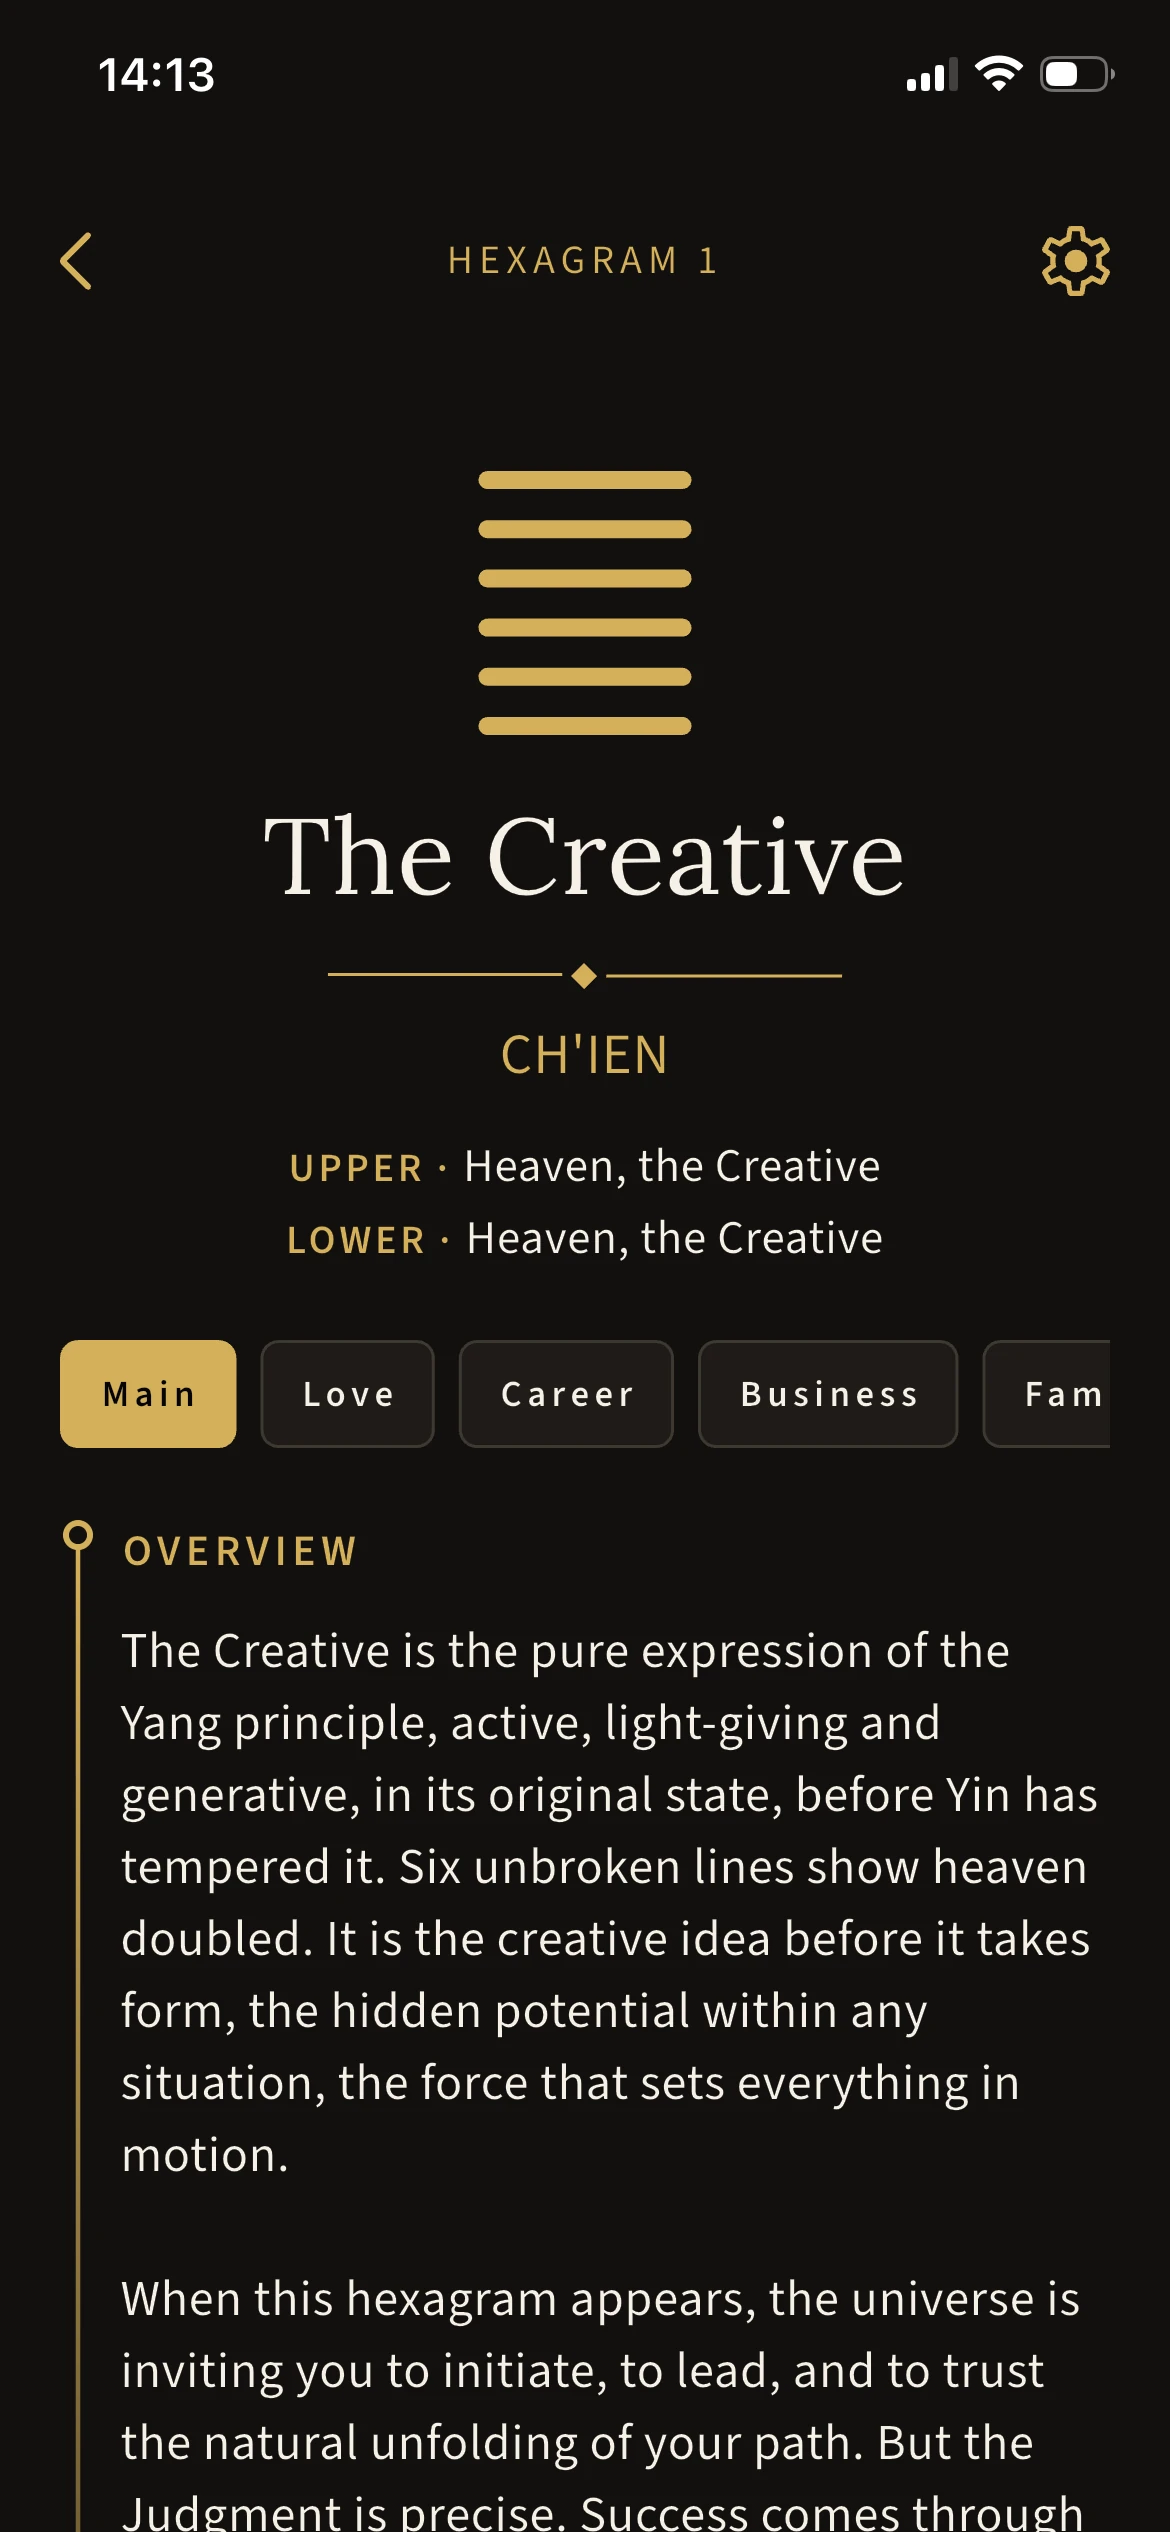 14:13
HEXAGRAM 1
The Creative
CH'IEN
UPPER · Heaven, the Creative
LOWER · Heaven, the Creative
Main Love Career Business Fam
OVERVIEW
The Creative is the pure expression of the
Yang principle, active, light-giving and
generative, in its original state, before Yin has
tempered it. Six unbroken lines show heaven
doubled. It is the creative idea before it takes
form, the hidden potential within any
situation, the force that sets everything in
motion.
When this hexagram appears, the universe is
inviting you to initiate, to lead, and to trust
the natural unfolding of your path. But the
Judgment is precise. Success comes through